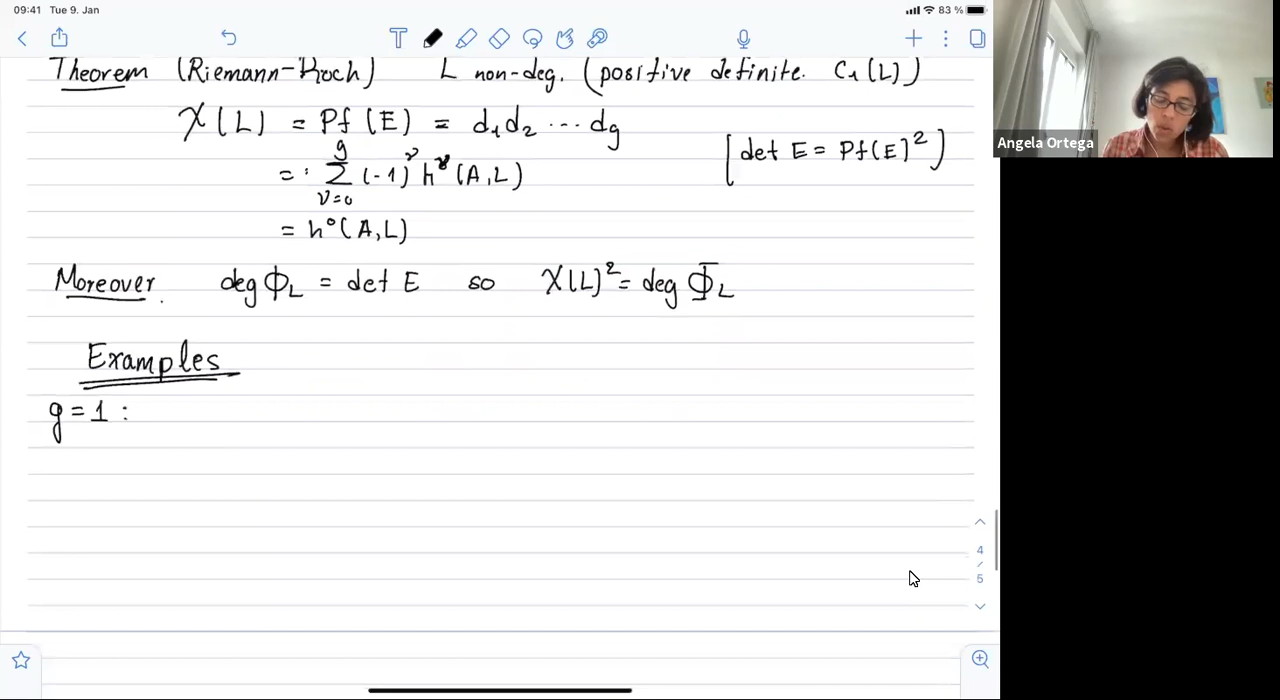 09:41 Tue 9. Jan
83 %
Theorem (Riemann-Roch) L non-deg. (positive definite. C₁(L))
χ(L) = Pf(E) = d₁d₂ ··· dg
[det E = Pf(E)²]
=: Σ_{ν=0}^{g} (-1)^ν h^ν(A,L)
= h⁰(A,L)
Moreover. deg ϕ_L = det E so χ(L)² = deg Φ_L
Examples
g=1 :
Angela Ortega
4
/
5